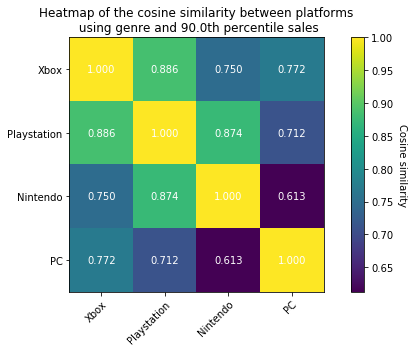 Heatmap of the cosine similarity between platforms
using genre and 90.0th percentile sales
Xbox 1.000 0.886 0.750 0.772
Playstation 0.886 1.000 0.874 0.712
Nintendo 0.750 0.874 1.000 0.613
PC 0.772 0.712 0.613 1.000
Xbox Playstation Nintendo PC
1.00
0.95
0.90
0.85
0.80
0.75
0.70
0.65
Cosine similarity